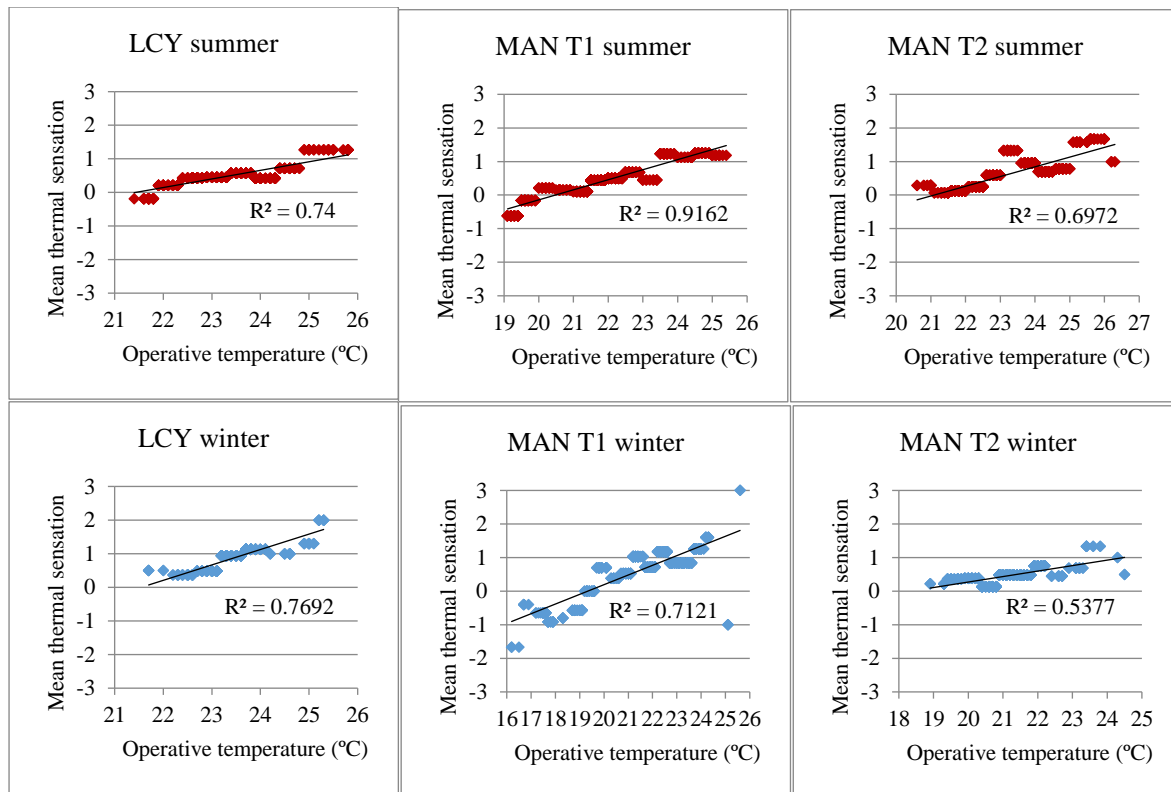 LCY summer
3
2
1
0
-1
-2
-3
Mean thermal sensation
R² = 0.74
21 22 23 24 25 26
Operative temperature (ºC)
MAN T1 summer
3
2
1
0
-1
-2
-3
Mean thermal sensation
R² = 0.9162
19 20 21 22 23 24 25 26
Operative temperature (ºC)
MAN T2 summer
3
2
1
0
-1
-2
-3
Mean thermal sensation
R² = 0.6972
20 21 22 23 24 25 26 27
Operative temperature (ºC)
LCY winter
3
2
1
0
-1
-2
-3
Mean thermal sensation
R² = 0.7692
21 22 23 24 25 26
Operative temperature (ºC)
MAN T1 winter
3
2
1
0
-1
-2
-3
Mean thermal sensation
R² = 0.7121
16 17 18 19 20 21 22 23 24 25 26
Operative temperature (ºC)
MAN T2 winter
3
2
1
0
-1
-2
-3
Mean thermal sensation
R² = 0.5377
18 19 20 21 22 23 24 25
Operative temperature (ºC)